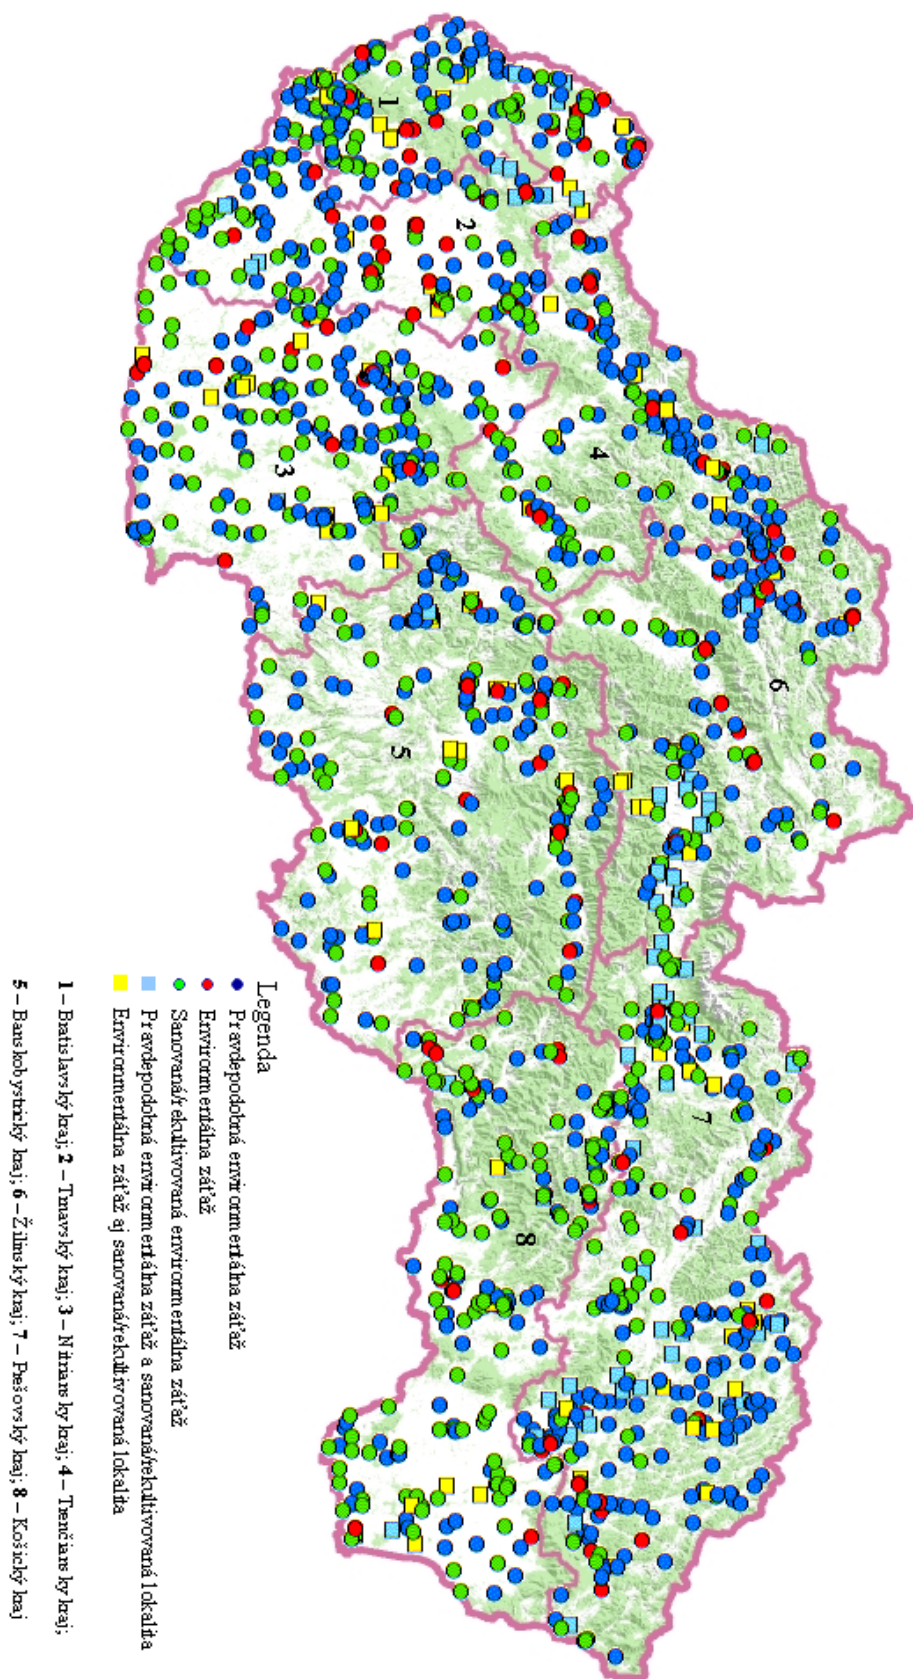 1
2
3
4
5
6
7
8
Legenda
Pravdepodobná environmentálna záťaž
Environmentálna záťaž
Sanovaná/rekultivovaná environmentálna záťaž
Pravdepodobná environmentálna záťaž a sanovaná/rekultivovaná lokalita
Environmentálna záťaž aj sanovaná/rekultivovaná lokalita
1 – Bratislavský kraj; 2 – Trnavský kraj; 3 – Nitriansky kraj; 4 – Trenčiansky kraj;
5 – Banskobystrický kraj; 6 – Žilinský kraj; 7 – Prešovský kraj; 8 – Košický kraj